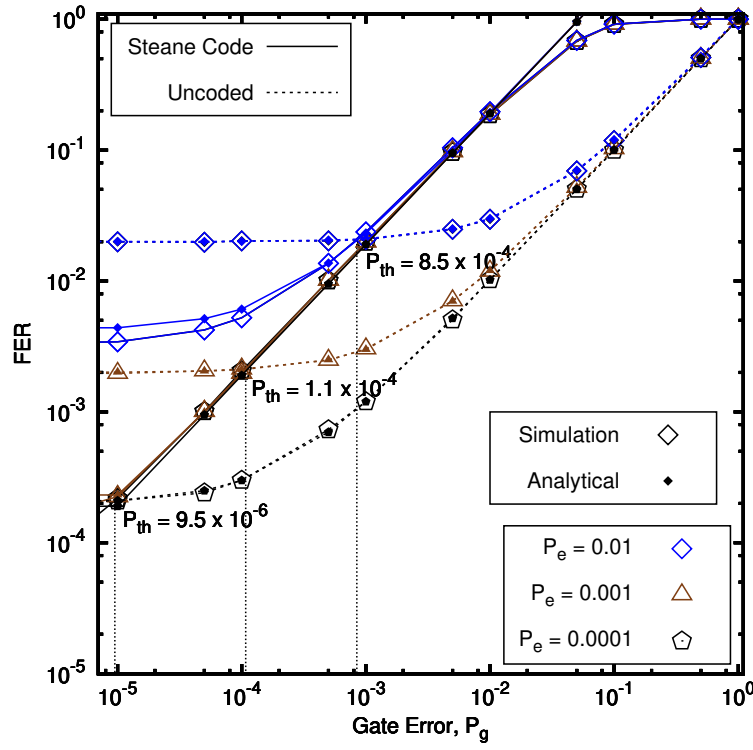 10^0
10^-1
10^-2
10^-3
10^-4
10^-5
FER
Steane Code
Uncoded
P_th = 8.5 x 10^-4
P_th = 1.1 x 10^-4
P_th = 9.5 x 10^-6
Simulation
Analytical
P_e = 0.01
P_e = 0.001
P_e = 0.0001
10^-5 10^-4 10^-3 10^-2 10^-1 10^0
Gate Error, P_g